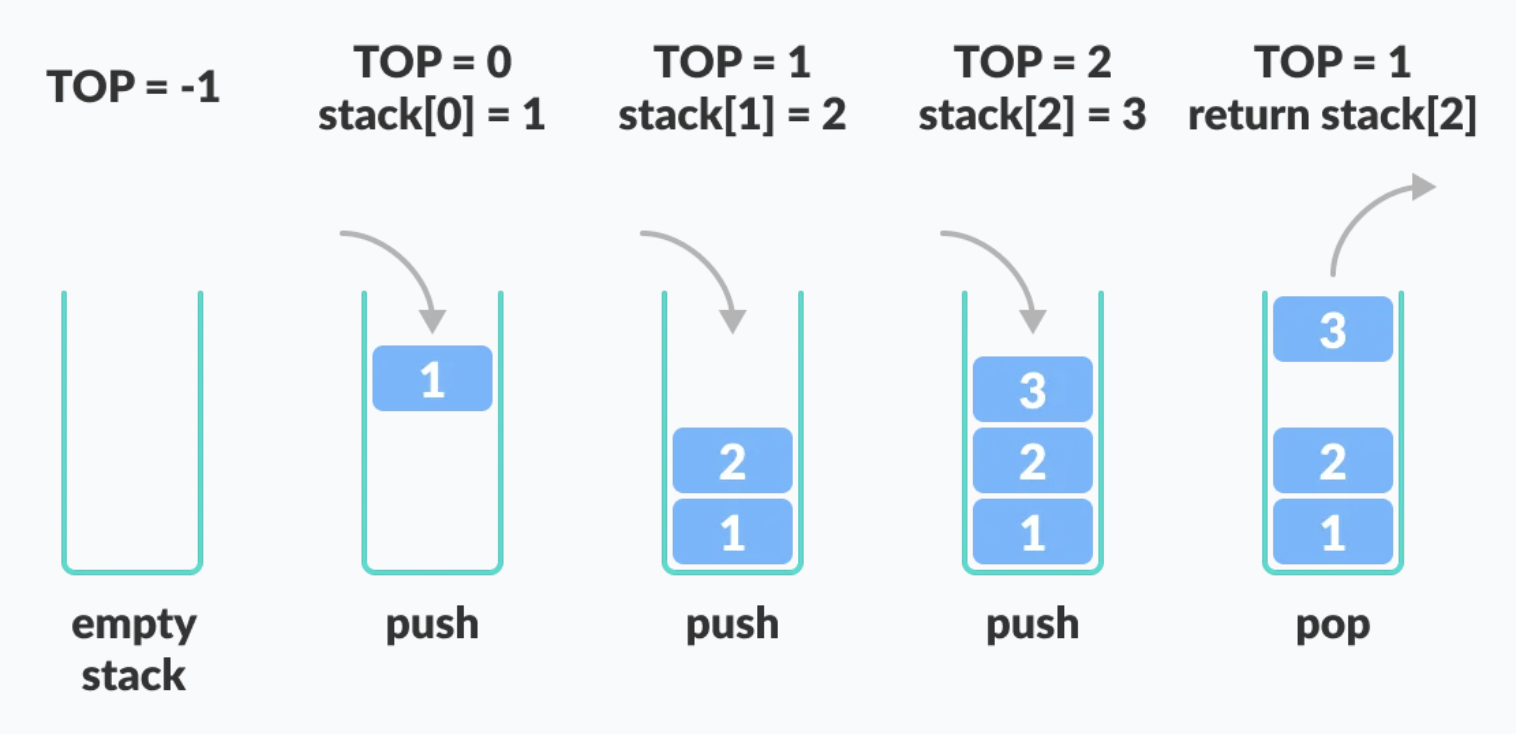 TOP = -1
TOP = 0
stack[0] = 1
TOP = 1
stack[1] = 2
TOP = 2
stack[2] = 3
TOP = 1
return stack[2]
1
2
1
3
2
1
3
2
1
empty
stack
push
push
push
pop